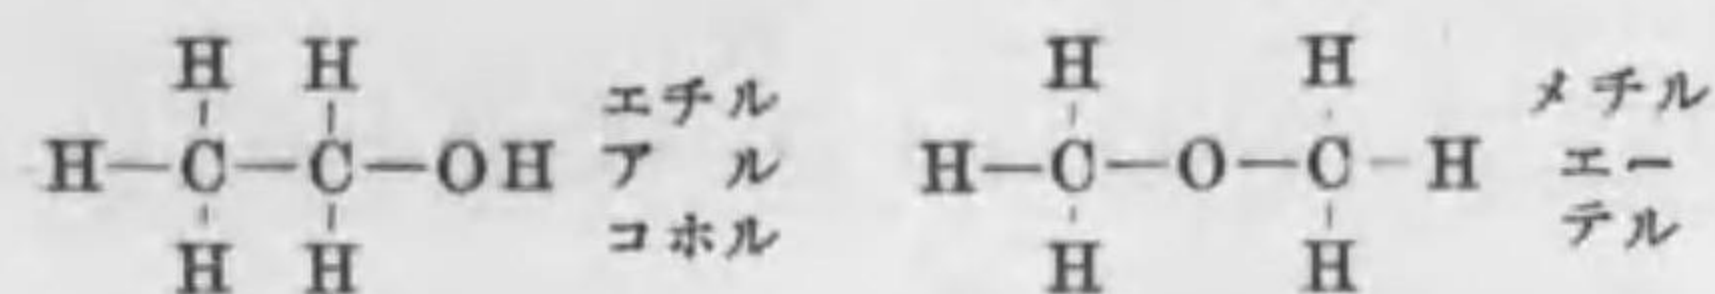 H H エチル H H メチル
H—C—C—OH ア ル H—C—O—C—H エー
H H コホル H H テル